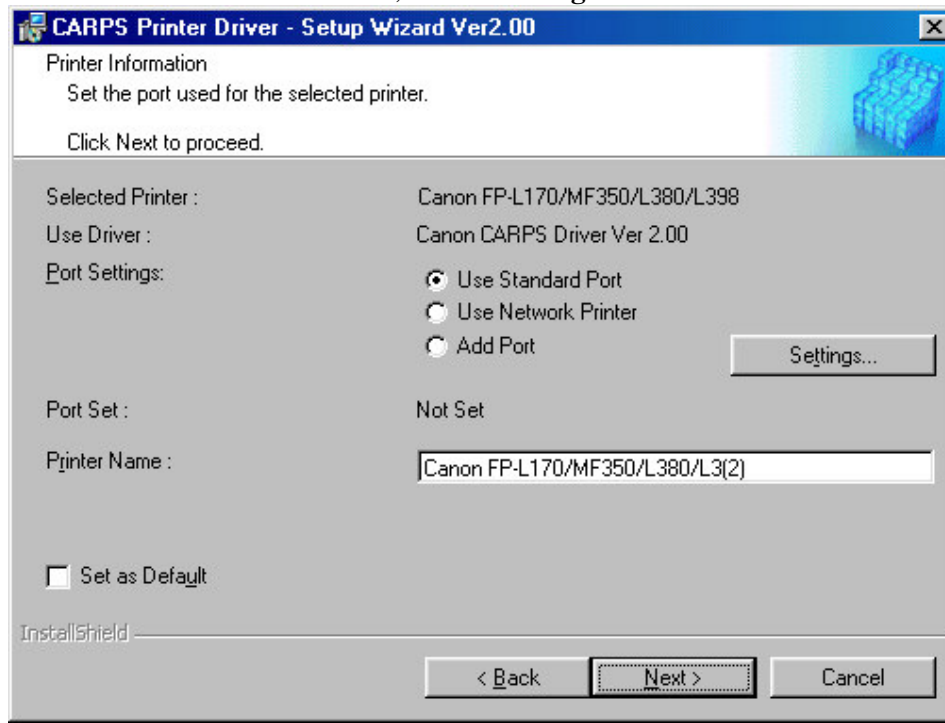 CARPS Printer Driver - Setup Wizard Ver2.00
Printer Information
Set the port used for the selected printer.
Click Next to proceed.
Selected Printer : Canon FP-L170/MF350/L380/L398
Use Driver : Canon CARPS Driver Ver 2.00
Port Settings: Use Standard Port
Use Network Printer
Add Port Settings...
Port Set : Not Set
Printer Name : Canon FP-L170/MF350/L380/L3(2)
Set as Default
InstallShield
< Back Next > Cancel